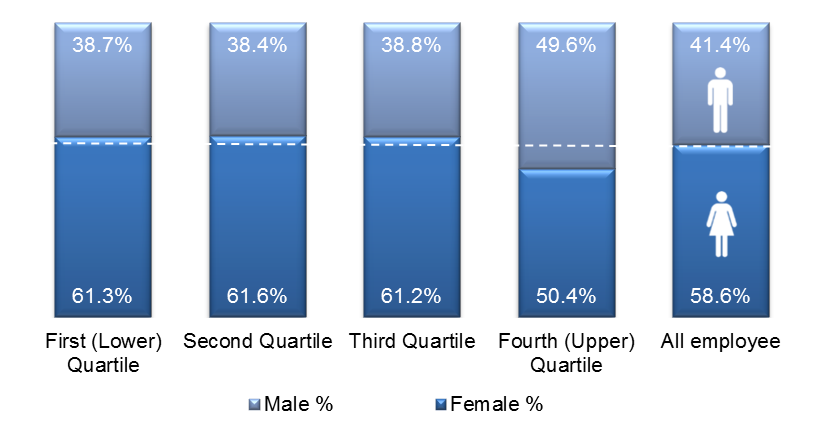 38.7% 38.4% 38.8% 49.6% 41.4%
61.3% 61.6% 61.2% 50.4% 58.6%
First (Lower) Second Quartile Third Quartile Fourth (Upper) All employee
Quartile Quartile
Male % Female %